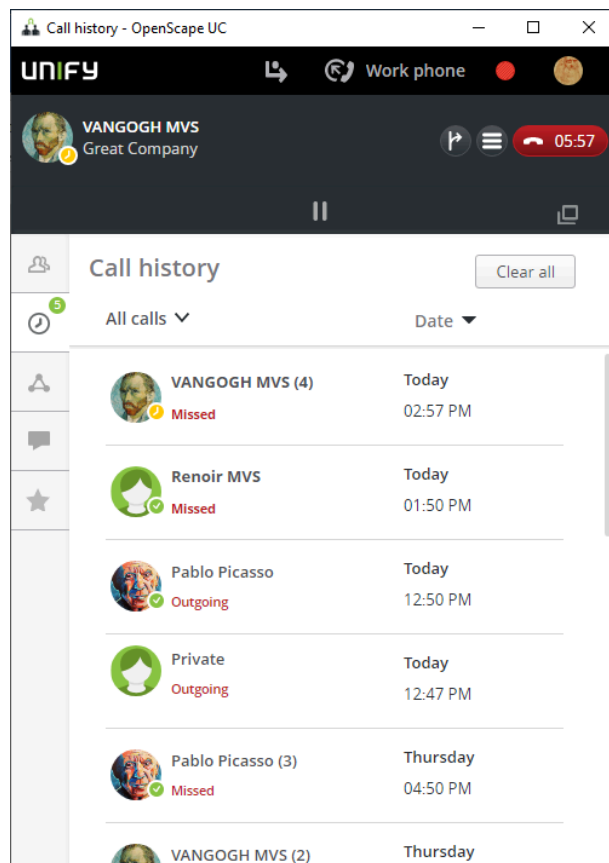 Call history - OpenScape UC
UNIFY
Work phone
VANGOGH MVS
Great Company
05:57
Call history
Clear all
5
All calls
Date
VANGOGH MVS (4)
Today
Missed
02:57 PM
Renoir MVS
Today
Missed
01:50 PM
Pablo Picasso
Today
Outgoing
12:50 PM
Private
Today
Outgoing
12:47 PM
Pablo Picasso (3)
Thursday
Missed
04:50 PM
VANGOGH MVS (2)
Thursday